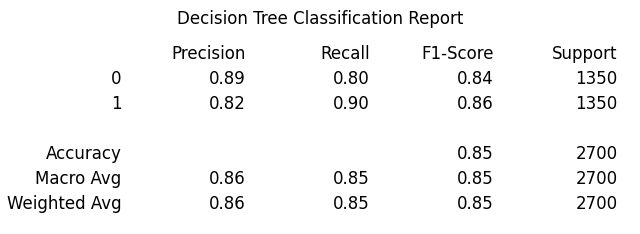 Decision Tree Classification Report
Precision Recall F1-Score Support
0 0.89 0.80 0.84 1350
1 0.82 0.90 0.86 1350
Accuracy 0.85 2700
Macro Avg 0.86 0.85 0.85 2700
Weighted Avg 0.86 0.85 0.85 2700